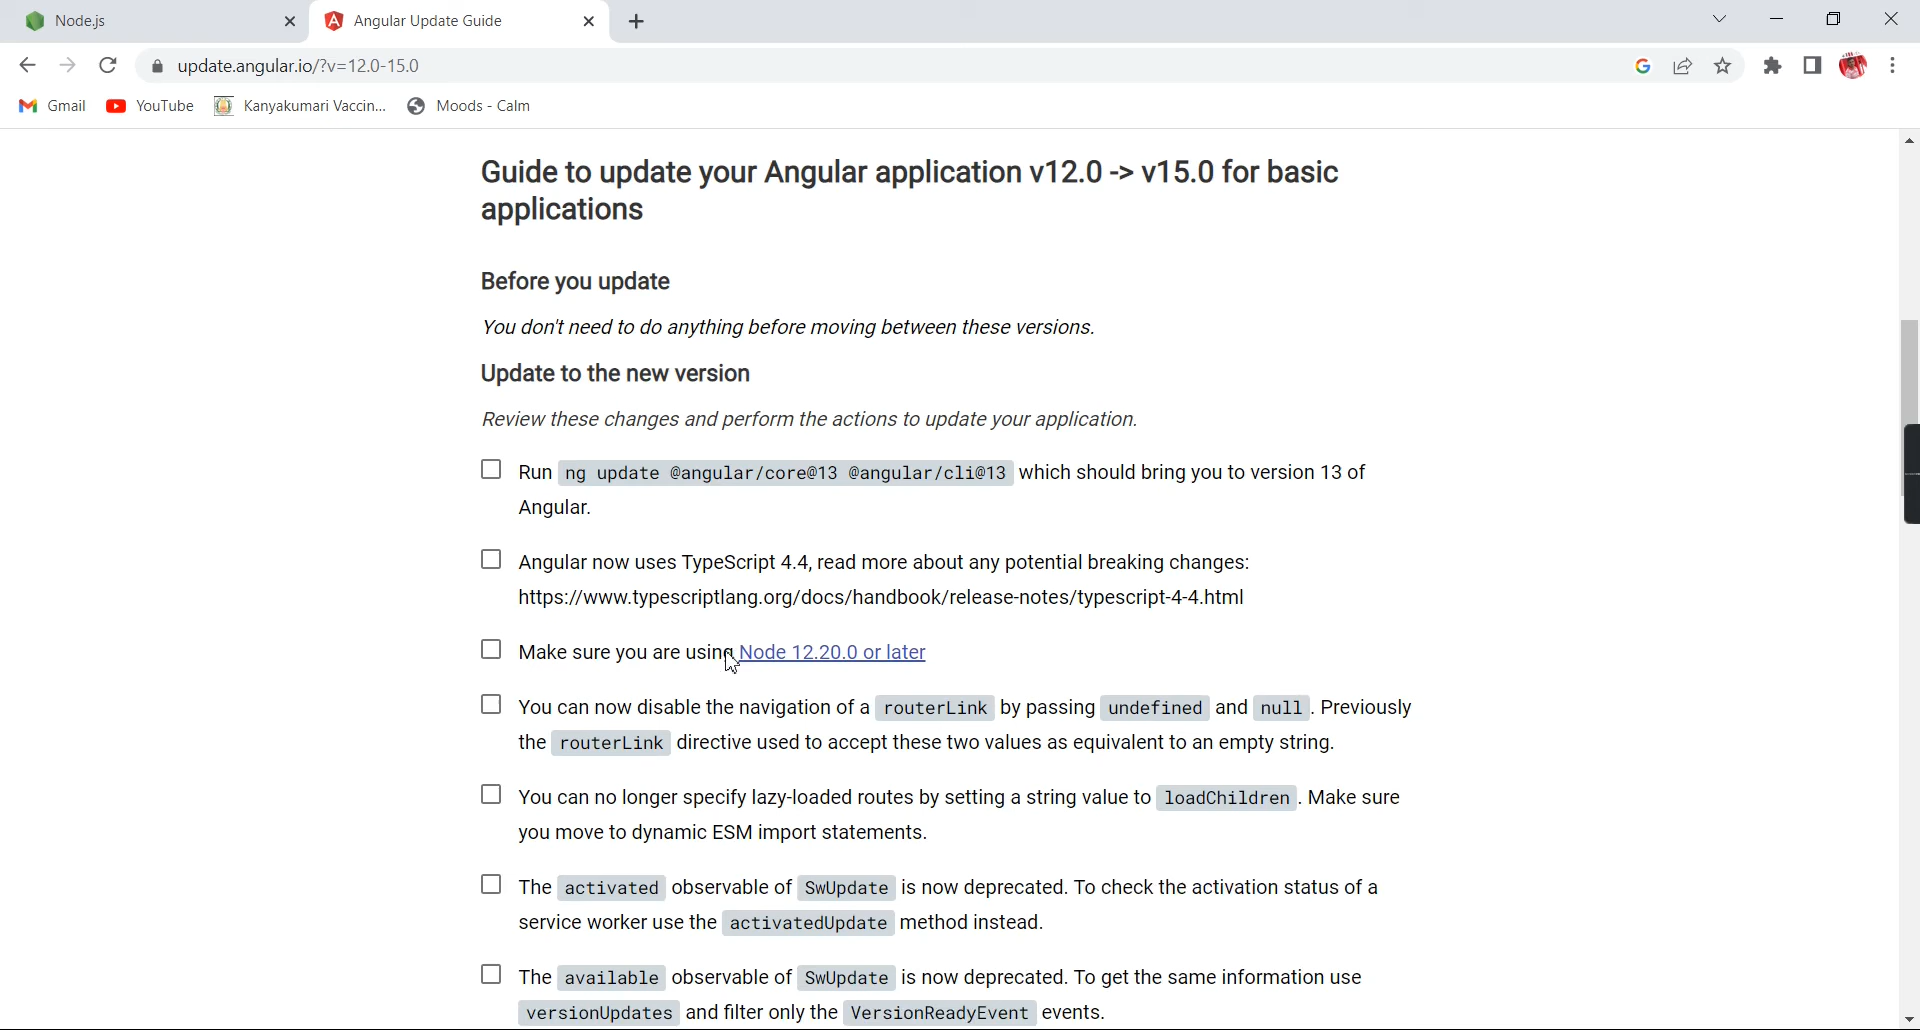 Node.js
Angular Update Guide
update.angular.io/?v=12.0-15.0
Gmail YouTube Kanyakumari Vaccin... Moods - Calm
Guide to update your Angular application v12.0 -> v15.0 for basic
applications
Before you update
You don't need to do anything before moving between these versions.
Update to the new version
Review these changes and perform the actions to update your application.
Run ng update @angular/core@13 @angular/cli@13 which should bring you to version 13 of
Angular.
Angular now uses TypeScript 4.4, read more about any potential breaking changes:
https://www.typescriptlang.org/docs/handbook/release-notes/typescript-4-4.html
Make sure you are using Node 12.20.0 or later
You can now disable the navigation of a routerLink by passing undefined and null. Previously
the routerLink directive used to accept these two values as equivalent to an empty string.
You can no longer specify lazy-loaded routes by setting a string value to loadChildren. Make sure
you move to dynamic ESM import statements.
The activated observable of SwUpdate is now deprecated. To check the activation status of a
service worker use the activatedUpdate method instead.
The available observable of SwUpdate is now deprecated. To get the same information use
versionUpdates and filter only the VersionReadyEvent events.